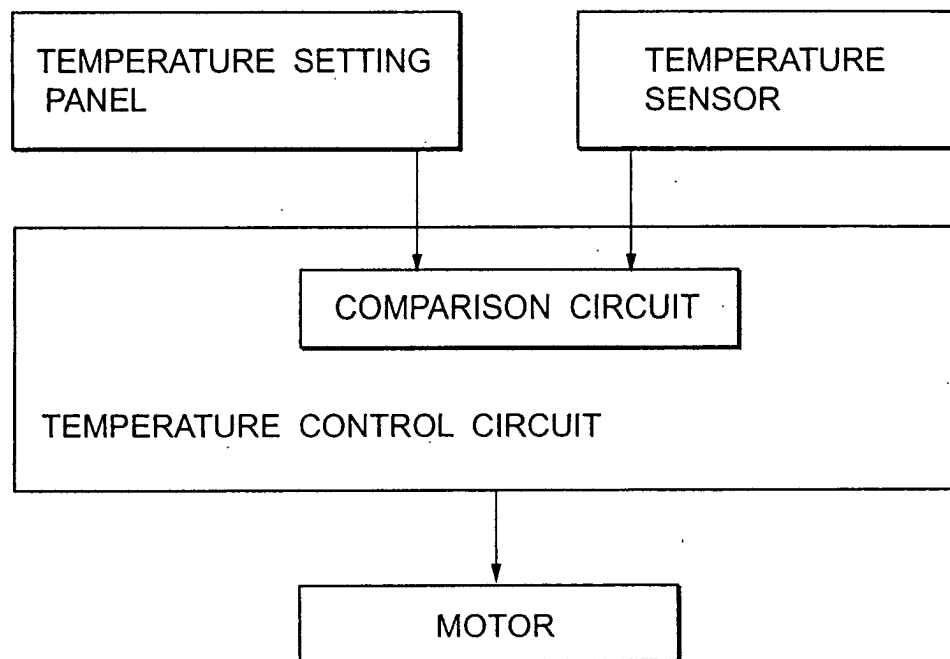 TEMPERATURE SETTING
PANEL
TEMPERATURE
SENSOR
COMPARISON CIRCUIT
TEMPERATURE CONTROL CIRCUIT
MOTOR